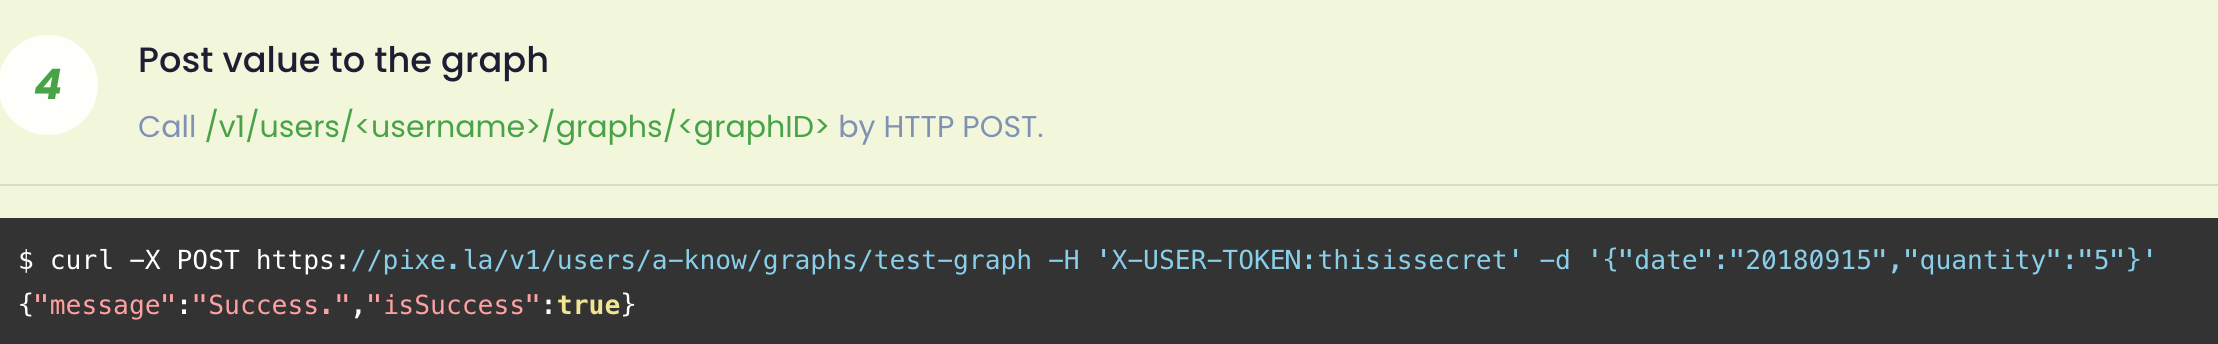 4
Post value to the graph
Call /v1/users/<username>/graphs/<graphID> by HTTP POST.
$ curl -X POST https://pixe.la/v1/users/a-know/graphs/test-graph -H 'X-USER-TOKEN:thisissecret' -d '{"date":"20180915","quantity":"5"}'
{"message":"Success.","isSuccess":true}